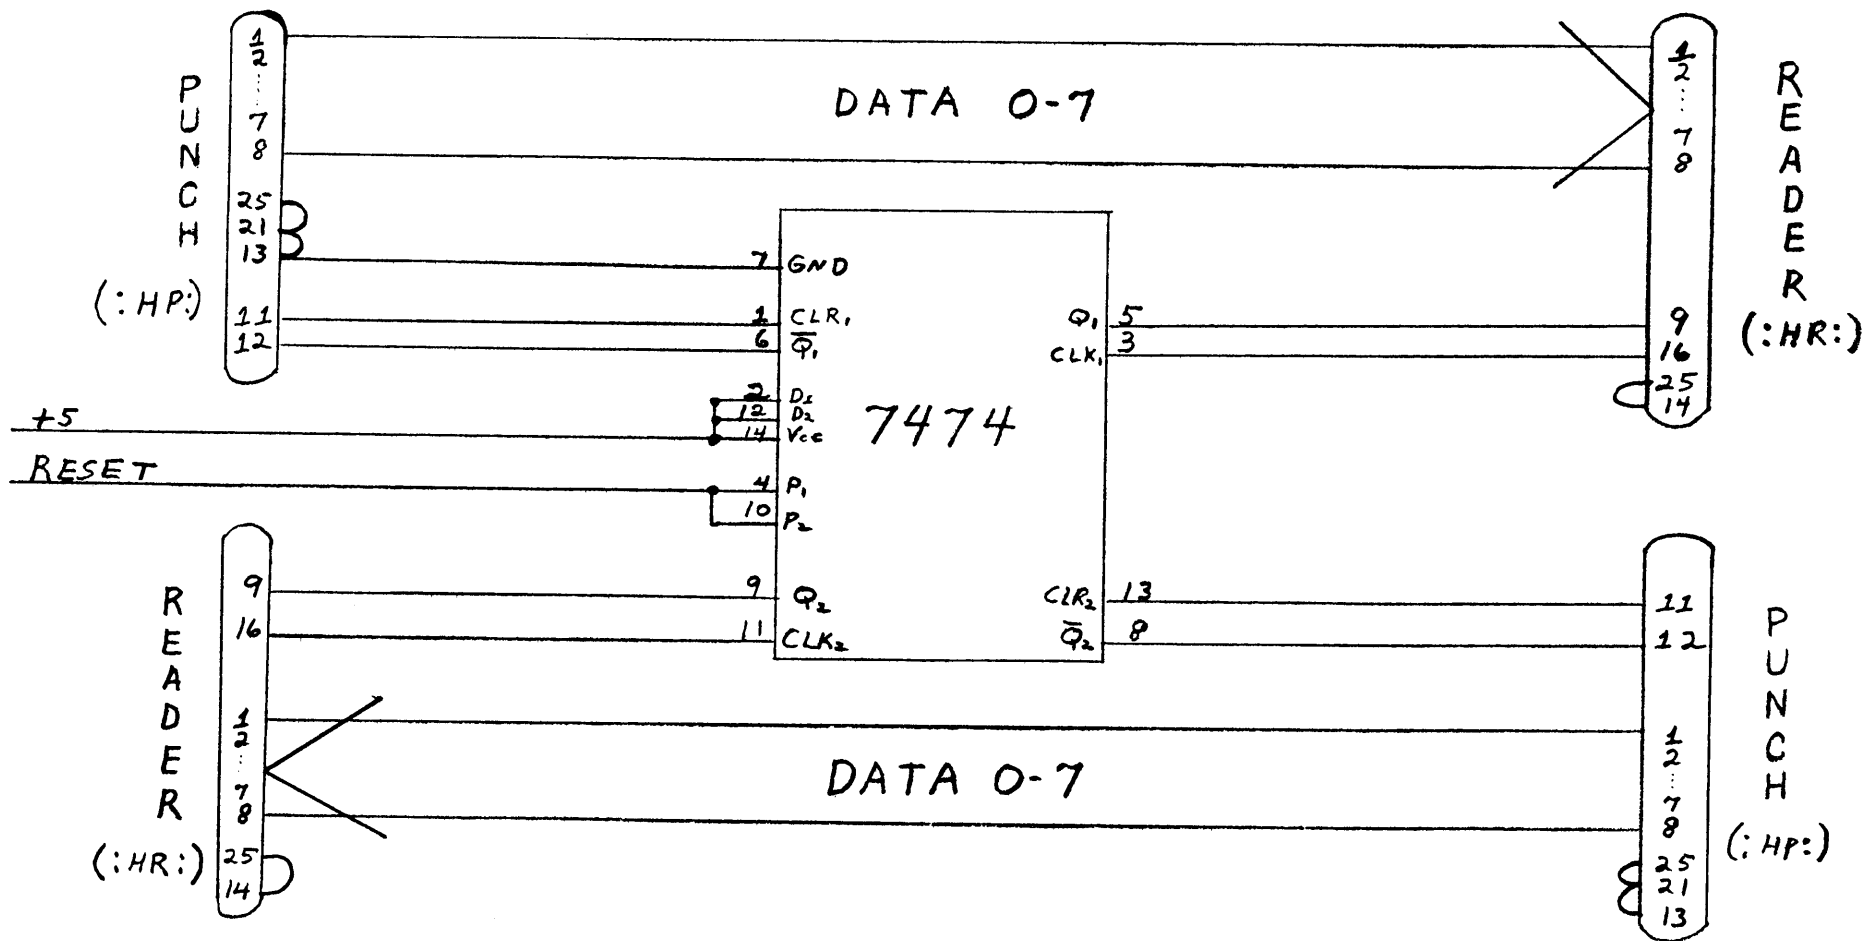 PUNCH
(:HP:)
1
2
7
8
25
21
13
11
12
DATA 0-7
1
2
7
8
9
16
25
14
READER
(:HR:)
7 GND
1 CLR₁
6 Q̅₁
2 D₁
12 D₂
14 Vcc
4 P₁
10 P₂
9 Q₂
11 CLK₂
7474
Q₁ 5
CLK₁ 3
CLR₂ 13
Q̅₂ 8
+5
RESET
READER
(:HR:)
9
16
1
2
7
8
25
14
DATA 0-7
11
12
1
2
7
8
25
21
13
PUNCH
(:HP:)